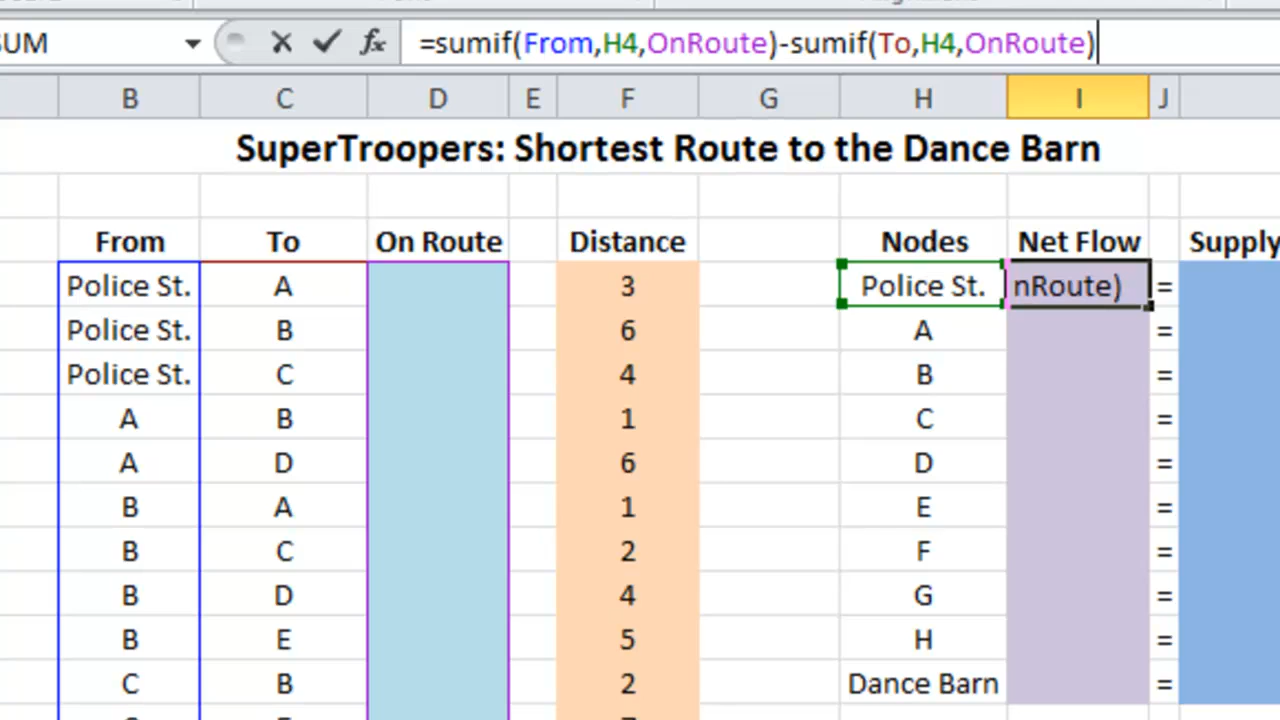 SUM =sumif(From,H4,OnRoute)-sumif(To,H4,OnRoute)
B C D E F G H I J
SuperTroopers: Shortest Route to the Dance Barn
From To On Route Distance Nodes Net Flow Supply
Police St. A 3 Police St. nRoute) =
Police St. B 6 A =
Police St. C 4 B =
A B 1 C =
A D 6 D =
B A 1 E =
B C 2 F =
B D 4 G =
B E 5 H =
C B 2 Dance Barn =